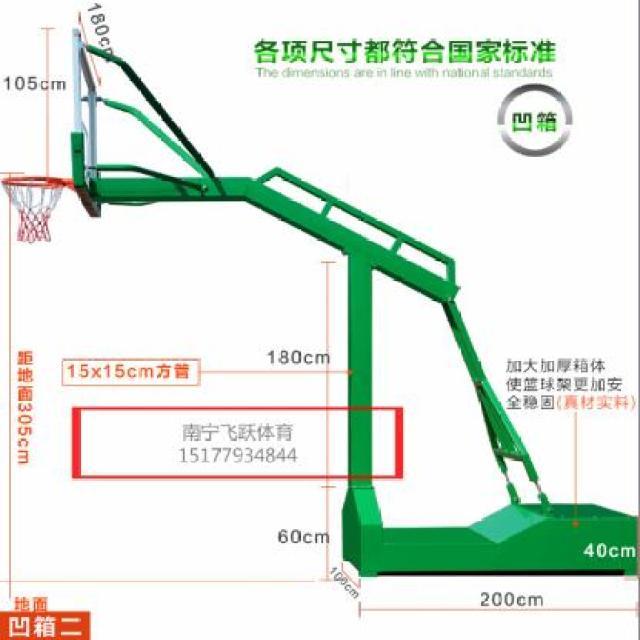 180cm
105cm
各项尺寸都符合国家标准
The dimensions are in line with national standards
凹箱
180cm
15x15cm方管
距地面305cm
加大加厚箱体
使篮球架更加安
全稳固(真材实料)
南宁飞跃体育
15177934844
60cm
40cm
100cm
200cm
地面
凹箱二